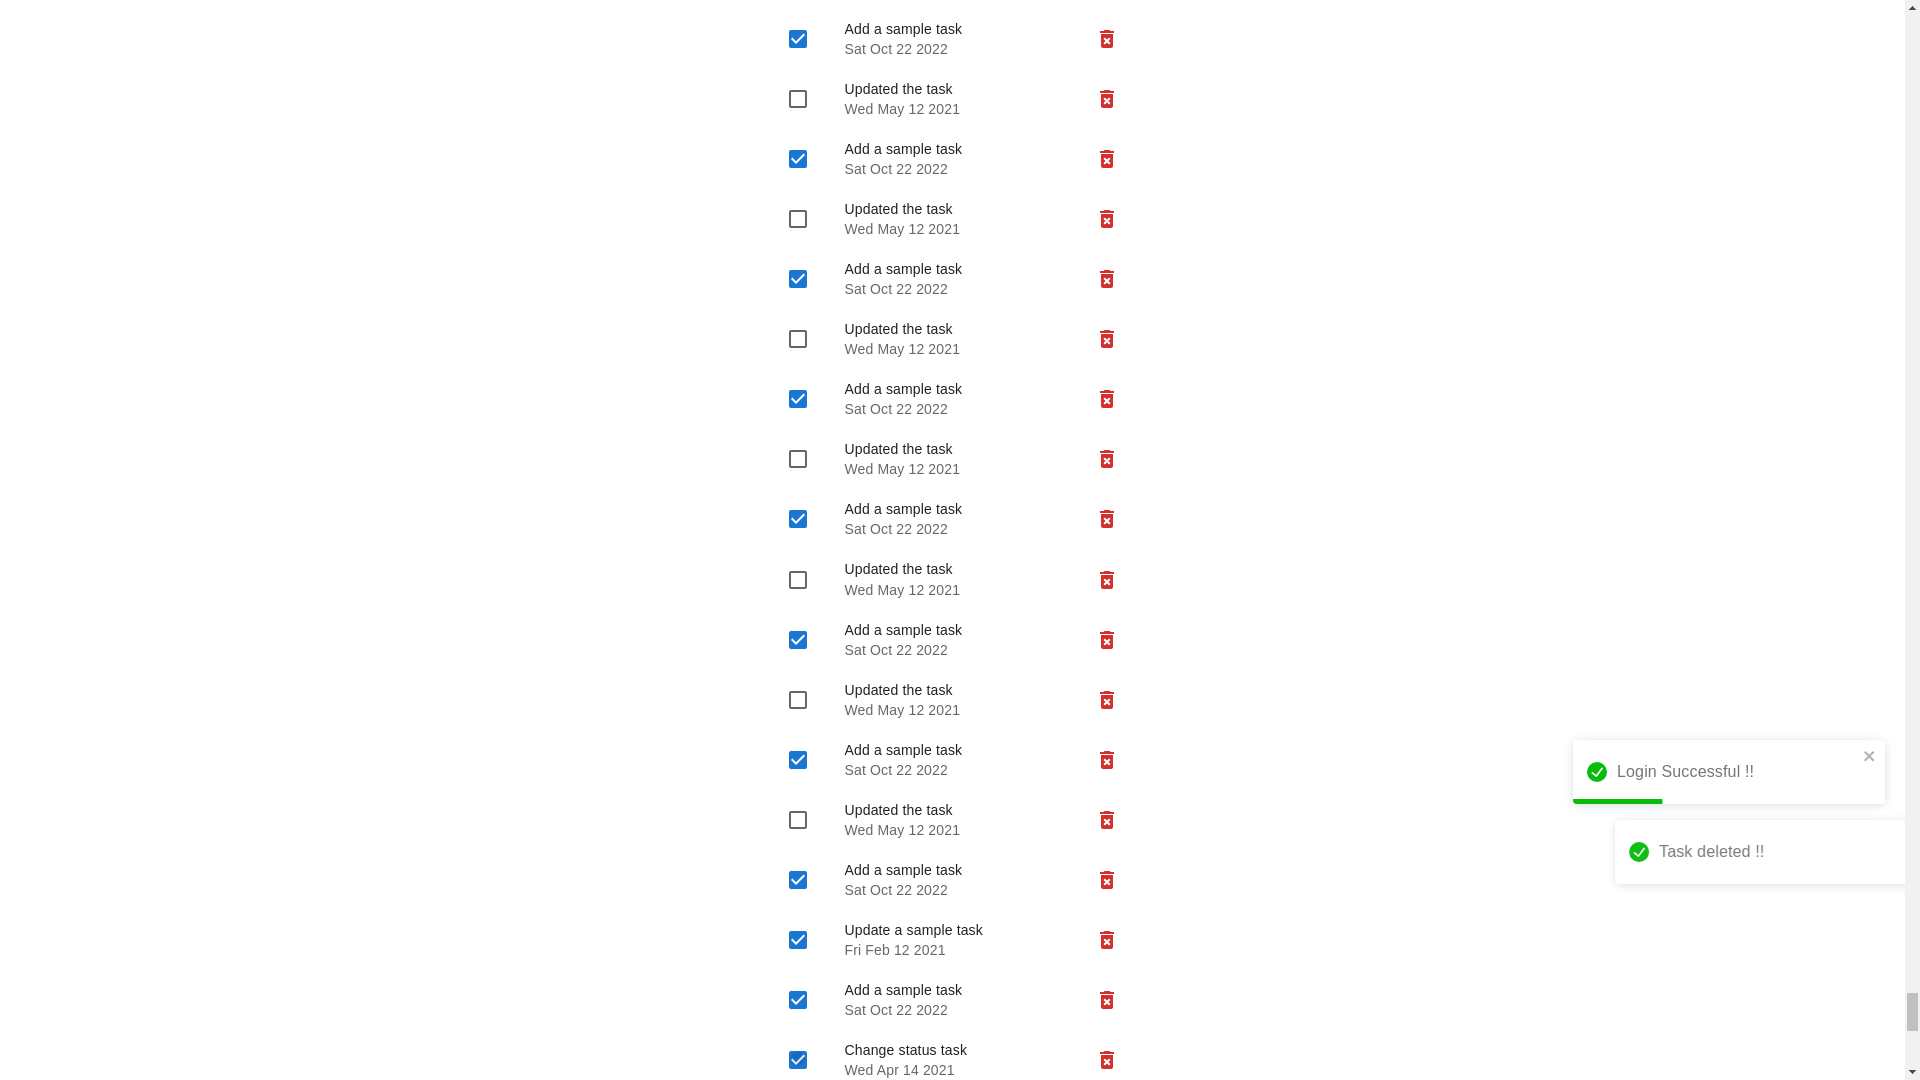 Add a sample task
Sat Oct 22 2022
Updated the task
Wed May 12 2021
Add a sample task
Sat Oct 22 2022
Updated the task
Wed May 12 2021
Add a sample task
Sat Oct 22 2022
Updated the task
Wed May 12 2021
Add a sample task
Sat Oct 22 2022
Updated the task
Wed May 12 2021
Add a sample task
Sat Oct 22 2022
Updated the task
Wed May 12 2021
Add a sample task
Sat Oct 22 2022
Updated the task
Wed May 12 2021
Add a sample task
Sat Oct 22 2022
Updated the task
Wed May 12 2021
Add a sample task
Sat Oct 22 2022
Update a sample task
Fri Feb 12 2021
Add a sample task
Sat Oct 22 2022
Change status task
Wed Apr 14 2021
Login Successful !!
Task deleted !!